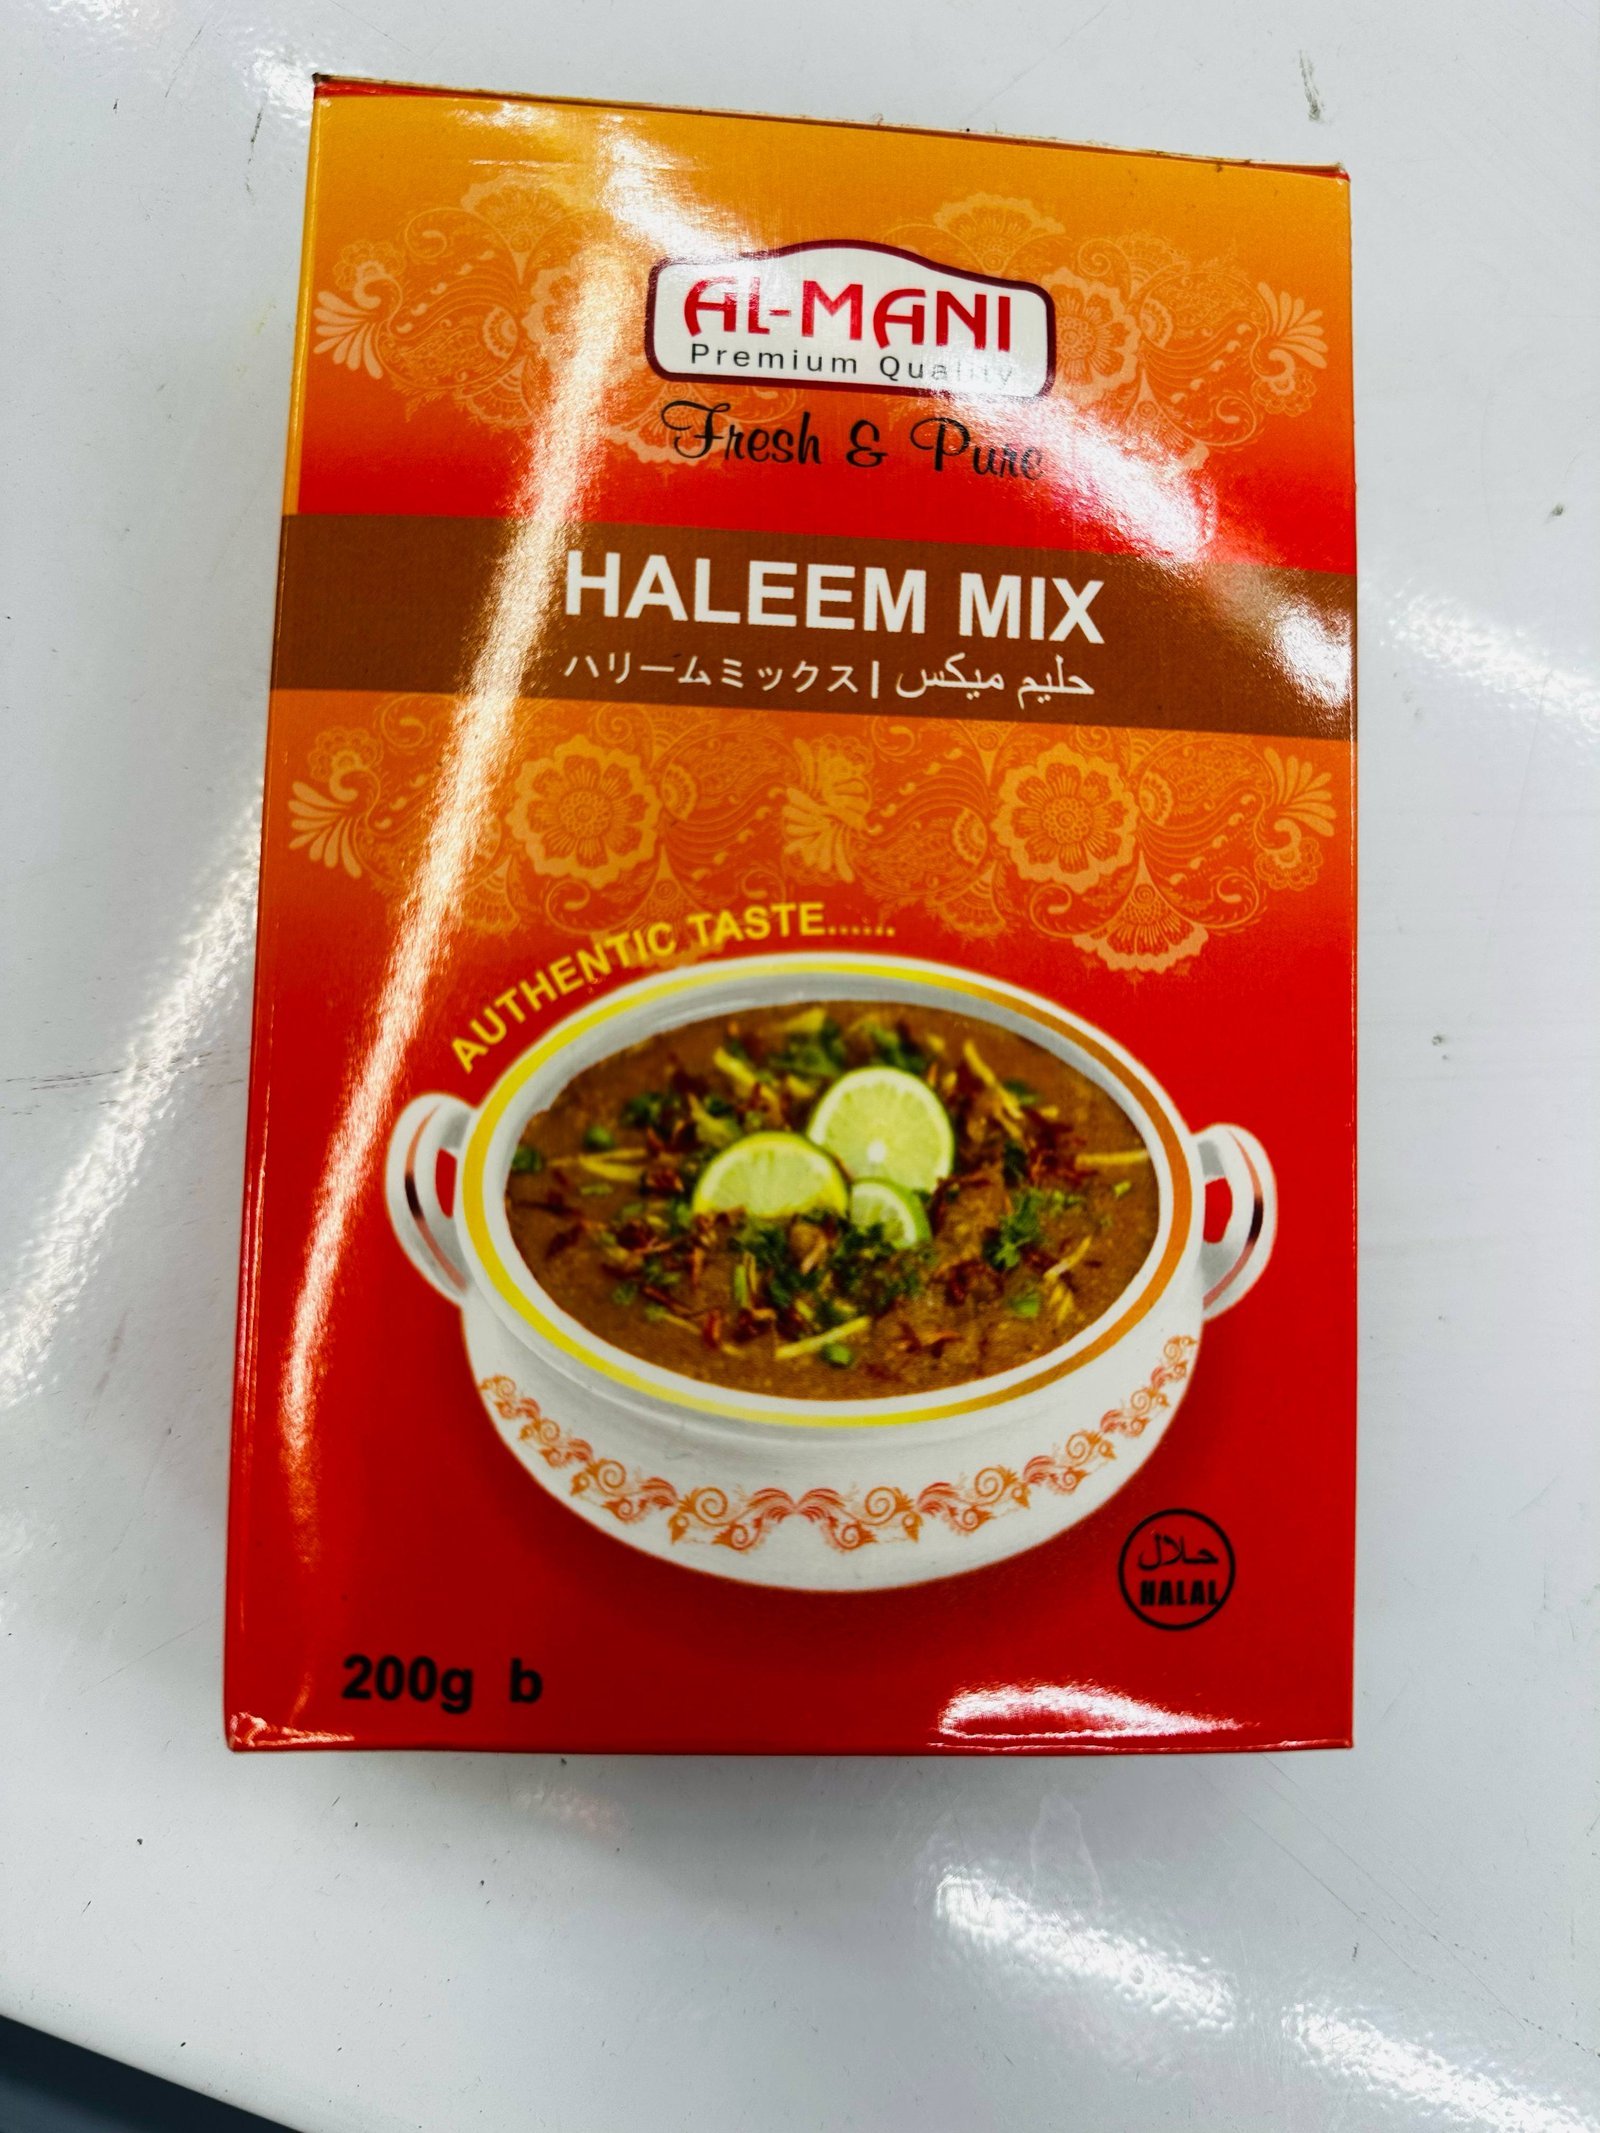 AL-MANI
Premium Quality
Fresh & Pure
HALEEM MIX
ハリームミックス | حلیم میکس
AUTHENTIC TASTE......
حلال
HALAL
200g b